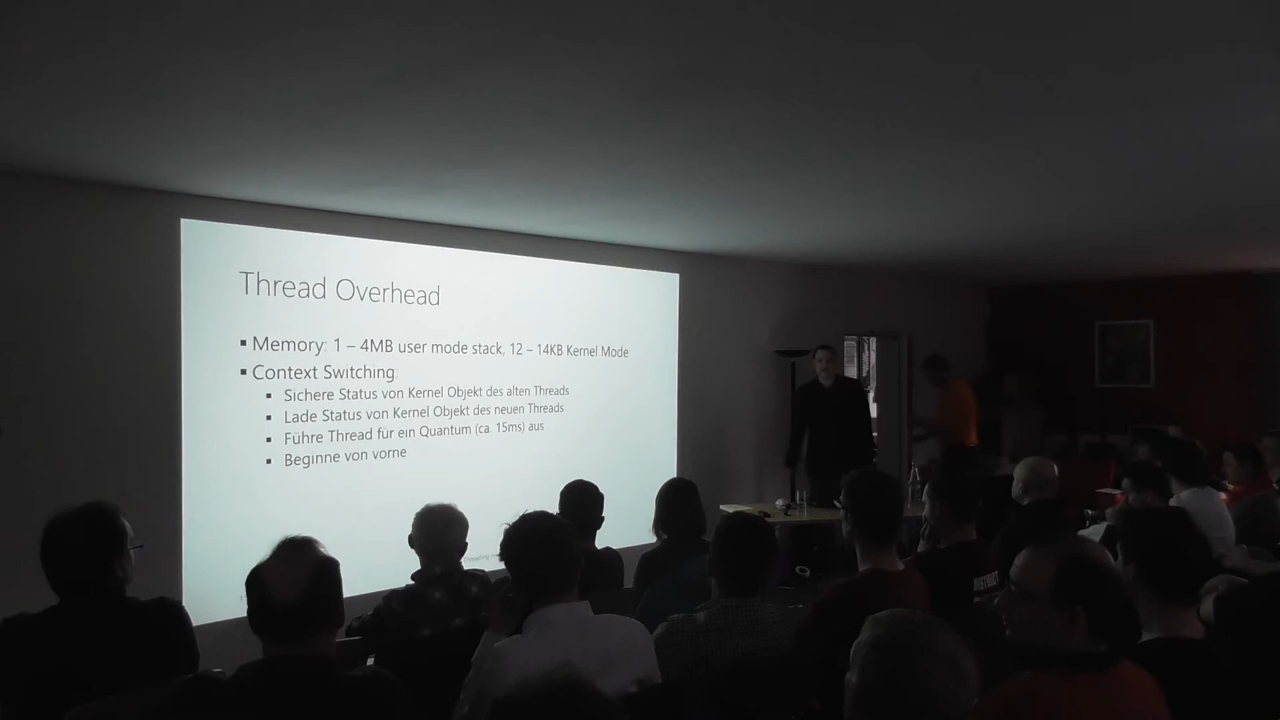 Thread Overhead
Memory: 1 – 4MB user mode stack, 12 – 14KB Kernel Mode
Context Switching:
Sichere Status von Kernel Objekt des alten Threads
Lade Status von Kernel Objekt des neuen Threads
Führe Thread für ein Quantum (ca. 15ms) aus
Beginne von vorne